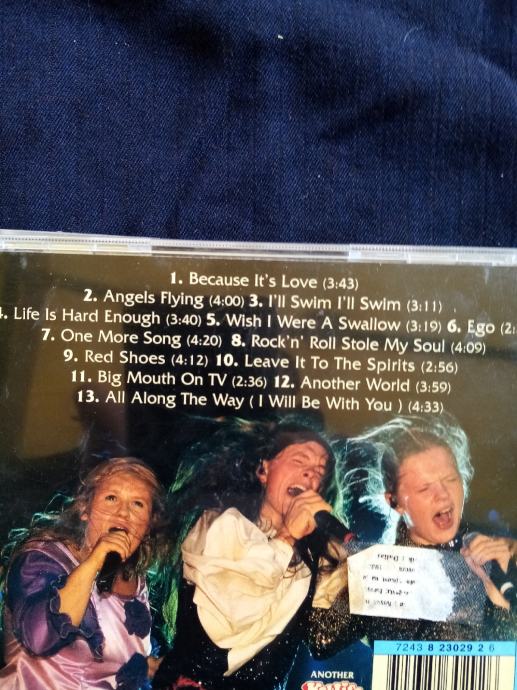 1. Because It's Love (3:43)
2. Angels Flying (4:00) 3. I'll Swim I'll Swim (3:11)
. Life Is Hard Enough (3:40) 5. Wish I Were A Swallow (3:19) 6. Ego (2:
7. One More Song (4:20) 8. Rock'n' Roll Stole My Soul (4:09)
9. Red Shoes (4:12) 10. Leave It To The Spirits (2:56)
11. Big Mouth On TV (2:36) 12. Another World (3:59)
13. All Along The Way ( I Will Be With You ) (4:33)
7243 8 23029 2 6
ANOTHER